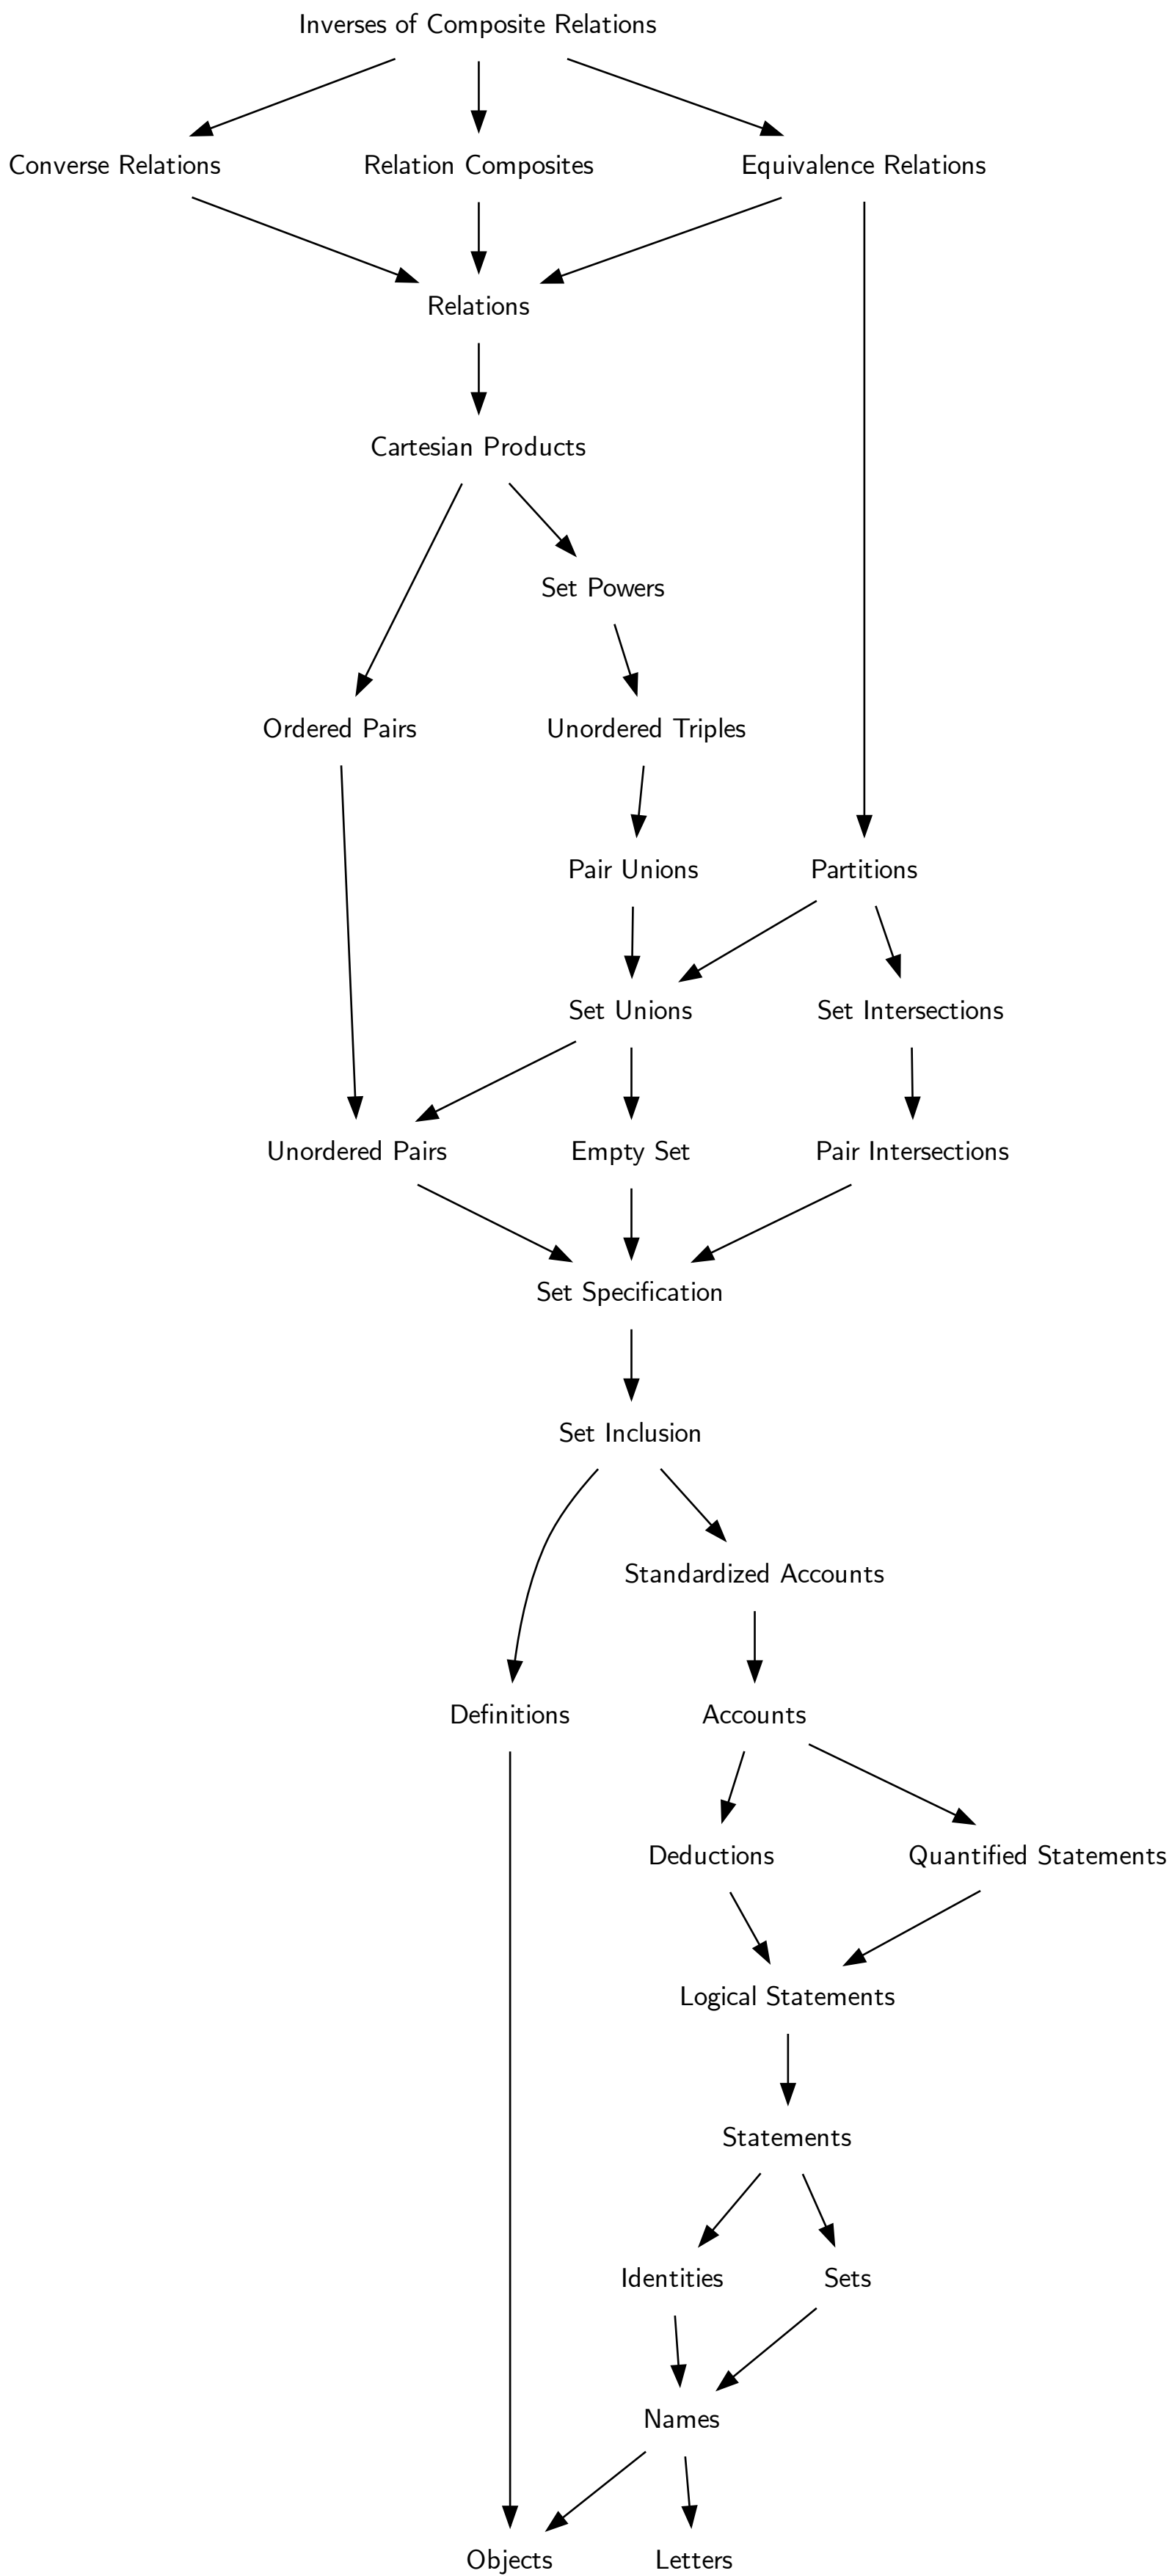 Inverses of Composite Relations
Converse Relations
Relation Composites
Equivalence Relations
Relations
Cartesian Products
Set Powers
Ordered Pairs
Unordered Triples
Pair Unions
Partitions
Set Unions
Set Intersections
Unordered Pairs
Empty Set
Pair Intersections
Set Specification
Set Inclusion
Standardized Accounts
Definitions
Accounts
Deductions
Quantified Statements
Logical Statements
Statements
Identities
Sets
Names
Objects
Letters